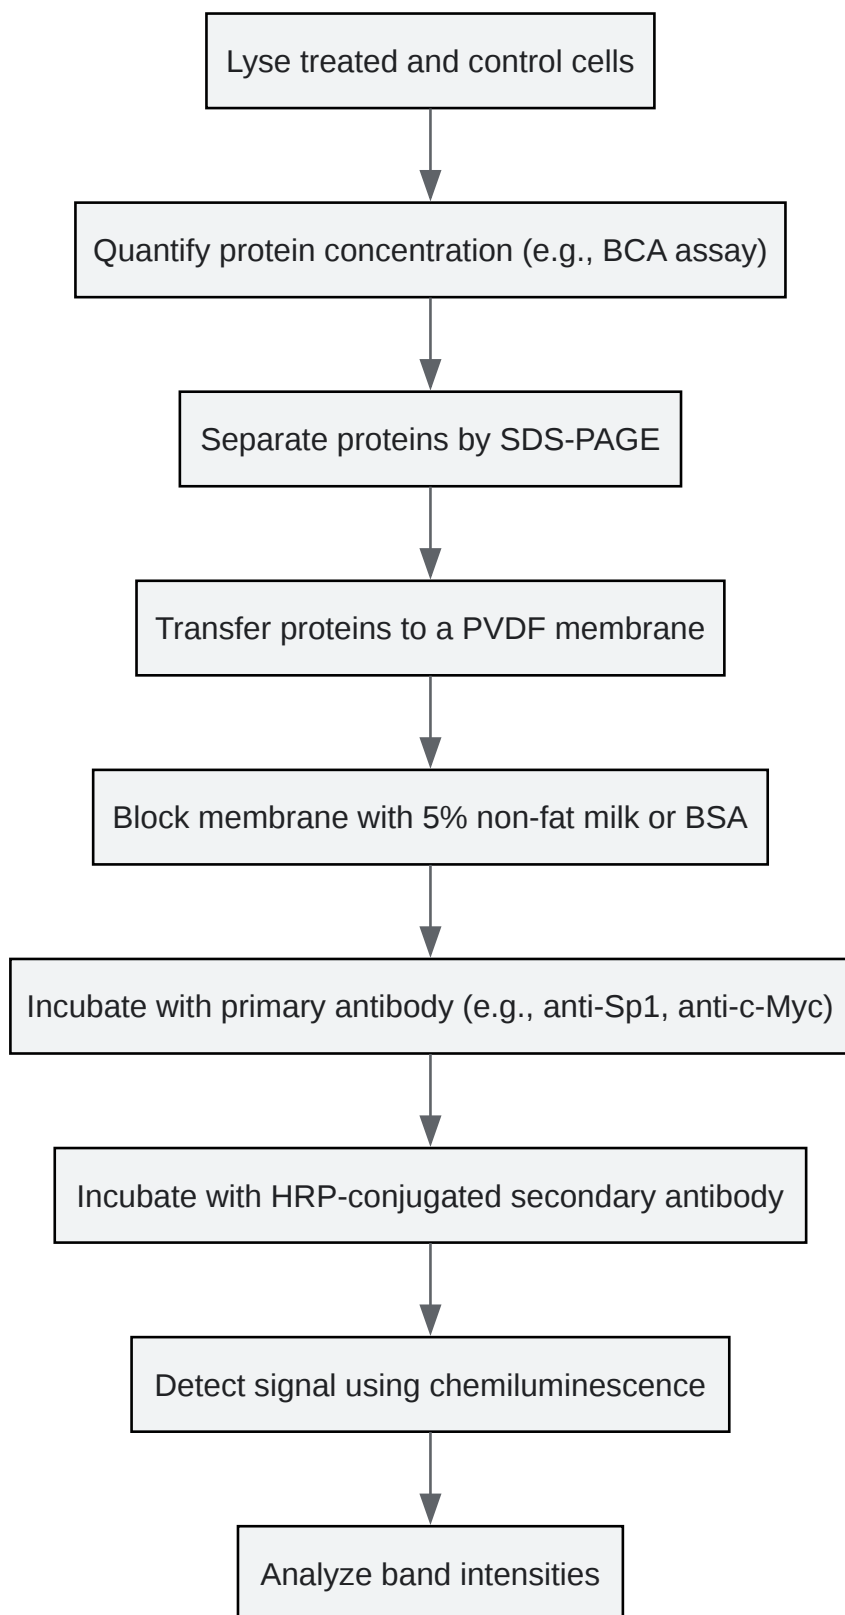 Lyse treated and control cells
Quantify protein concentration (e.g., BCA assay)
Separate proteins by SDS-PAGE
Transfer proteins to a PVDF membrane
Block membrane with 5% non-fat milk or BSA
Incubate with primary antibody (e.g., anti-Sp1, anti-c-Myc)
Incubate with HRP-conjugated secondary antibody
Detect signal using chemiluminescence
Analyze band intensities